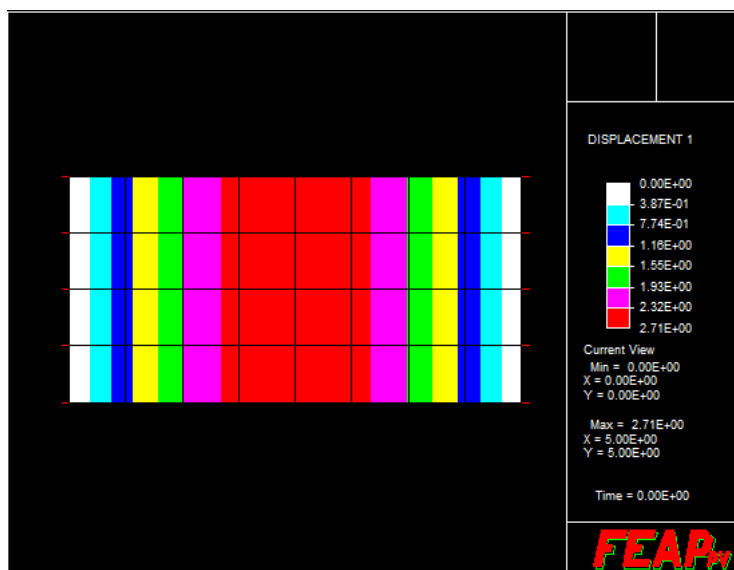 DISPLACEMENT 1
0.00E+00
3.87E-01
7.74E-01
1.16E+00
1.55E+00
1.93E+00
2.32E+00
2.71E+00
Current View
Min = 0.00E+00
X = 0.00E+00
Y = 0.00E+00
Max = 2.71E+00
X = 5.00E+00
Y = 5.00E+00
Time = 0.00E+00
FEAPpv